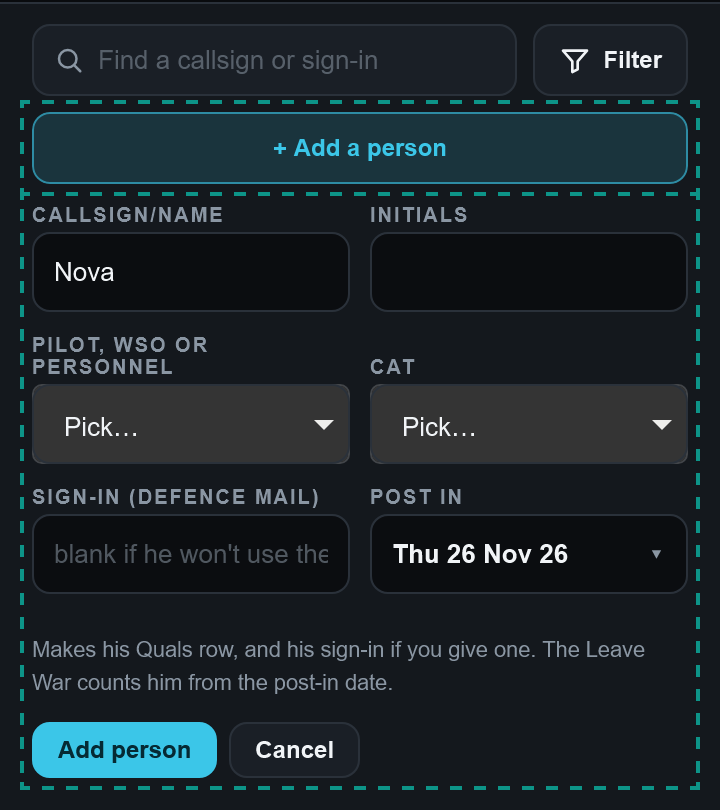 Find a callsign or sign-in
Filter
+ Add a person
CALLSIGN/NAME
INITIALS
Nova
PILOT, WSO OR
PERSONNEL
CAT
Pick...
Pick...
SIGN-IN (DEFENCE MAIL)
POST IN
blank if he won't use the
Thu 26 Nov 26
Makes his Quals row, and his sign-in if you give one. The Leave
War counts him from the post-in date.
Add person
Cancel